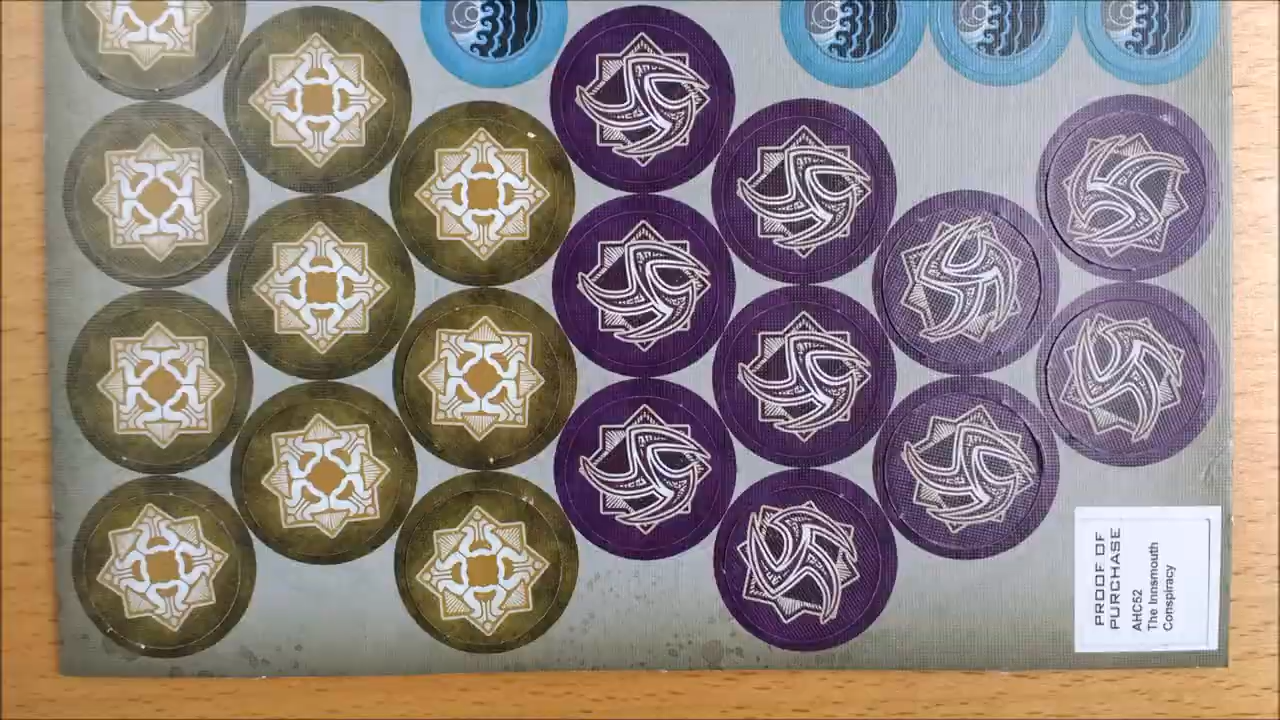 PROOF OF
PURCHASE
AHC52
The Innsmouth
Conspiracy